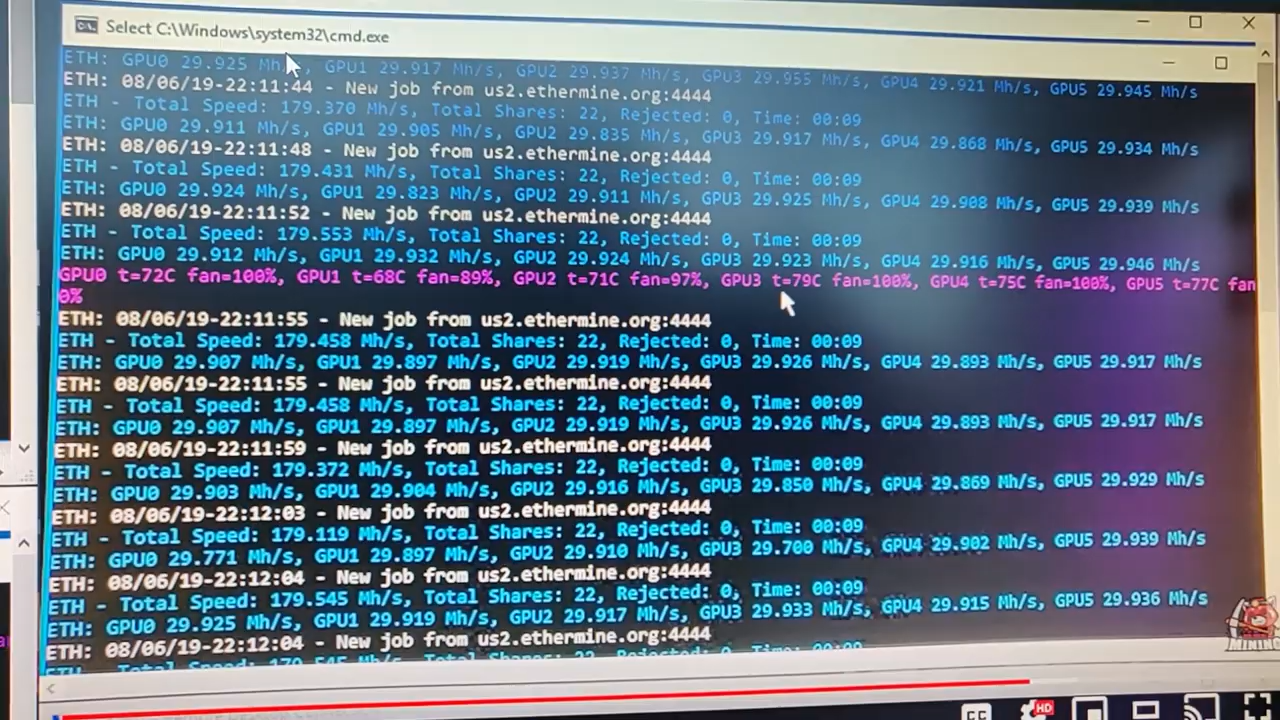 Select C:\Windows\system32\cmd.exe
ETH: GPU0 29.925 Mh/s, GPU1 29.917 Mh/s, GPU2 29.937 Mh/s, GPU3 29.955 Mh/s, GPU4 29.921 Mh/s, GPU5 29.945 Mh/s
ETH: 08/06/19-22:11:44 - New job from us2.ethermine.org:4444
ETH - Total Speed: 179.370 Mh/s, Total Shares: 22, Rejected: 0, Time: 00:09
ETH: GPU0 29.911 Mh/s, GPU1 29.905 Mh/s, GPU2 29.835 Mh/s, GPU3 29.917 Mh/s, GPU4 29.868 Mh/s, GPU5 29.934 Mh/s
ETH: 08/06/19-22:11:48 - New job from us2.ethermine.org:4444
ETH - Total Speed: 179.431 Mh/s, Total Shares: 22, Rejected: 0, Time: 00:09
ETH: GPU0 29.924 Mh/s, GPU1 29.823 Mh/s, GPU2 29.911 Mh/s, GPU3 29.925 Mh/s, GPU4 29.908 Mh/s, GPU5 29.939 Mh/s
ETH: 08/06/19-22:11:52 - New job from us2.ethermine.org:4444
ETH - Total Speed: 179.553 Mh/s, Total Shares: 22, Rejected: 0, Time: 00:09
ETH: GPU0 29.912 Mh/s, GPU1 29.932 Mh/s, GPU2 29.924 Mh/s, GPU3 29.923 Mh/s, GPU4 29.916 Mh/s, GPU5 29.946 Mh/s
GPU0 t=72C fan=100%, GPU1 t=68C fan=89%, GPU2 t=71C fan=97%, GPU3 t=79C fan=100%, GPU4 t=75C fan=100%, GPU5 t=77C fan
0%
ETH: 08/06/19-22:11:55 - New job from us2.ethermine.org:4444
ETH - Total Speed: 179.458 Mh/s, Total Shares: 22, Rejected: 0, Time: 00:09
ETH: GPU0 29.907 Mh/s, GPU1 29.897 Mh/s, GPU2 29.919 Mh/s, GPU3 29.926 Mh/s, GPU4 29.893 Mh/s, GPU5 29.917 Mh/s
ETH: 08/06/19-22:11:55 - New job from us2.ethermine.org:4444
ETH - Total Speed: 179.458 Mh/s, Total Shares: 22, Rejected: 0, Time: 00:09
ETH: GPU0 29.907 Mh/s, GPU1 29.897 Mh/s, GPU2 29.919 Mh/s, GPU3 29.926 Mh/s, GPU4 29.893 Mh/s, GPU5 29.917 Mh/s
ETH: 08/06/19-22:11:59 - New job from us2.ethermine.org:4444
ETH - Total Speed: 179.372 Mh/s, Total Shares: 22, Rejected: 0, Time: 00:09
ETH: GPU0 29.903 Mh/s, GPU1 29.904 Mh/s, GPU2 29.916 Mh/s, GPU3 29.850 Mh/s, GPU4 29.869 Mh/s, GPU5 29.929 Mh/s
ETH: 08/06/19-22:12:03 - New job from us2.ethermine.org:4444
ETH - Total Speed: 179.119 Mh/s, Total Shares: 22, Rejected: 0, Time: 00:09
ETH: GPU0 29.771 Mh/s, GPU1 29.897 Mh/s, GPU2 29.910 Mh/s, GPU3 29.700 Mh/s, GPU4 29.902 Mh/s, GPU5 29.939 Mh/s
ETH: 08/06/19-22:12:04 - New job from us2.ethermine.org:4444
ETH - Total Speed: 179.545 Mh/s, Total Shares: 22, Rejected: 0, Time: 00:09
ETH: GPU0 29.925 Mh/s, GPU1 29.919 Mh/s, GPU2 29.917 Mh/s, GPU3 29.933 Mh/s, GPU4 29.915 Mh/s, GPU5 29.936 Mh/s
ETH: 08/06/19-22:12:04 - New job from us2.ethermine.org:4444
ETH - Total Speed: 179.545 Mh/s, Total Shares: 22, Rejected: 0, Time: 00:09
MINING
CC
HD